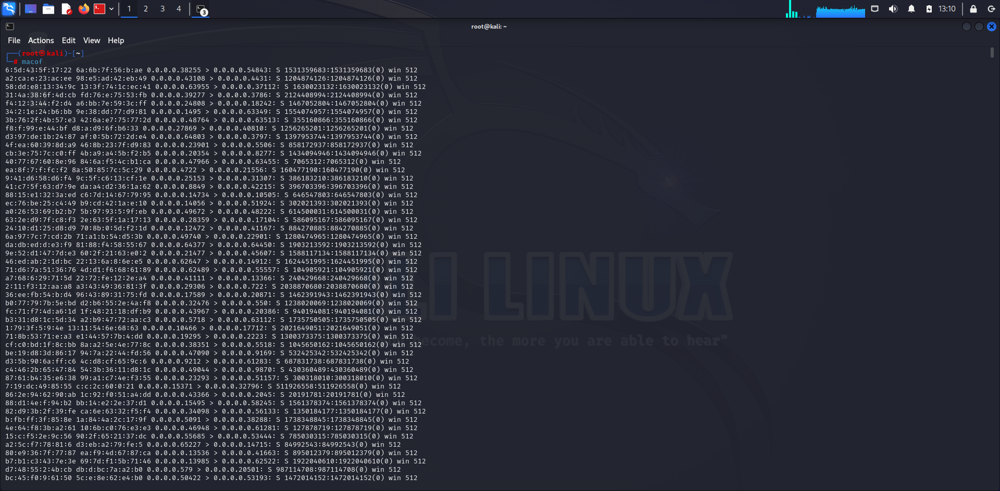 1 2 3 4 3 13:10
root@kali: ~
File Actions Edit View Help
┌──(root㉿kali)-[~]
└─# macof
6:5d:43:5f:17:22 6a:6b:7f:56:b:ae 0.0.0.0.38255 > 0.0.0.0.54843: S 1531359683:1531359683(0) win 512
a2:ca:e:23:ac:ee 98:e5:ad:42:eb:49 0.0.0.0.43108 > 0.0.0.0.4431: S 1204874126:1204874126(0) win 512
58:dd:e8:13:34:9c 13:3f:74:1c:ec:41 0.0.0.0.63955 > 0.0.0.0.37112: S 1630023132:1630023132(0) win 512
31:4a:38:6f:4d:cb fd:76:e:75:53:fb 0.0.0.0.39277 > 0.0.0.0.3786: S 2124408994:2124408994(0) win 512
f4:12:3:44:f2:d4 a6:bb:7e:59:3c:ff 0.0.0.0.24808 > 0.0.0.0.18242: S 1467052804:1467052804(0) win 512
34:2:1e:24:b6:bb 9e:38:dd:77:d9:81 0.0.0.0.1495 > 0.0.0.0.63349: S 1554074957:1554074957(0) win 512
3b:76:2f:4b:57:e3 42:6a:e7:75:77:2d 0.0.0.0.48764 > 0.0.0.0.63513: S 355160866:355160866(0) win 512
f8:f:99:e:44:bf d8:a:d9:6f:b6:33 0.0.0.0.27869 > 0.0.0.0.40810: S 1256265201:1256265201(0) win 512
d3:97:de:1b:24:87 af:0:5b:72:2d:e4 0.0.0.0.64803 > 0.0.0.0.3797: S 1397953744:1397953744(0) win 512
4f:ea:60:39:8d:a9 46:8b:23:7f:d9:83 0.0.0.0.23901 > 0.0.0.0.5506: S 858172937:858172937(0) win 512
cb:3e:75:7c:c0:ff 4b:a9:a4:5b:f2:b5 0.0.0.0.20354 > 0.0.0.0.8277: S 1434094946:1434094946(0) win 512
40:77:67:60:8e:96 84:6a:f5:4c:b1:ca 0.0.0.0.47966 > 0.0.0.0.63455: S 7065312:7065312(0) win 512
ea:8f:7:f:fc:f2 8a:50:85:7c:5c:29 0.0.0.0.4722 > 0.0.0.0.21556: S 160477190:160477190(0) win 512
9:41:d6:58:d6:f4 9c:5f:c6:13:cf:1e 0.0.0.0.25153 > 0.0.0.0.31307: S 386183210:386183210(0) win 512
41:c7:5f:63:d7:9e da:a4:d2:36:1a:62 0.0.0.0.8849 > 0.0.0.0.42215: S 396703396:396703396(0) win 512
88:15:e1:32:3a:ed c6:7d:14:67:79:95 0.0.0.0.14734 > 0.0.0.0.10505: S 646547803:646547803(0) win 512
ec:76:be:25:c4:49 b9:cd:42:1a:e:10 0.0.0.0.14056 > 0.0.0.0.51924: S 302021393:302021393(0) win 512
a0:26:53:69:b2:b7 5b:97:93:5:9f:eb 0.0.0.0.49672 > 0.0.0.0.48222: S 614500031:614500031(0) win 512
63:2e:d9:7f:c8:f3 2e:63:5f:1a:17:13 0.0.0.0.28359 > 0.0.0.0.17104: S 586095167:586095167(0) win 512
24:10:d1:25:d8:d9 70:8b:0:5d:f2:1d 0.0.0.0.12472 > 0.0.0.0.41167: S 884270885:884270885(0) win 512
6a:97:7c:7:cd:2b 71:a1:b:54:d5:3b 0.0.0.0.49740 > 0.0.0.0.22901: S 1280474965:1280474965(0) win 512
da:db:ed:d:e3:f9 81:88:f4:58:55:67 0.0.0.0.64377 > 0.0.0.0.64450: S 1903213592:1903213592(0) win 512
9e:52:d1:47:7d:e3 60:2f:21:63:e0:2 0.0.0.0.21477 > 0.0.0.0.45607: S 1588117134:1588117134(0) win 512
46:ed:ab:2:1d:bc 22:13:6a:8:6e:e5 0.0.0.0.62647 > 0.0.0.0.14912: S 1624451995:1624451995(0) win 512
71:d6:7a:51:36:76 4d:d1:f6:68:61:89 0.0.0.0.62489 > 0.0.0.0.55557: S 104905921:104905921(0) win 512
a7:68:6:29:71:5d 22:72:fe:12:2e:a4 0.0.0.0.41111 > 0.0.0.0.13366: S 240429668:240429668(0) win 512
2:11:f3:12:aa:a8 a3:43:49:36:81:3f 0.0.0.0.29306 > 0.0.0.0.722: S 2038870680:2038870680(0) win 512
36:ee:fb:54:b:d4 96:43:89:31:75:fd 0.0.0.0.17589 > 0.0.0.0.20871: S 1462391943:1462391943(0) win 512
b0:77:79:7b:5e:bd d2:b6:55:2e:4a:f8 0.0.0.0.32476 > 0.0.0.0.550: S 1238020069:1238020069(0) win 512
fc:71:f7:4d:a6:1d 1f:48:21:18:df:b9 0.0.0.0.43967 > 0.0.0.0.20386: S 940194081:940194081(0) win 512
b3:31:d8:1c:5d:34 a2:b9:47:72:aa:c3 0.0.0.0.5718 > 0.0.0.0.63112: S 1735750505:1735750505(0) win 512
1:79:3f:5:9:4e 13:11:54:6e:68:63 0.0.0.0.10466 > 0.0.0.0.17712: S 2021649051:2021649051(0) win 512
71:8b:53:71:e:a3 e1:44:57:7b:4:dd 0.0.0.0.19295 > 0.0.0.0.2223: S 1300373375:1300373375(0) win 512
cf:c0:bd:1f:8c:bb 8a:a2:5e:4e:77:8c 0.0.0.0.38351 > 0.0.0.0.5518: S 1045650162:1045650162(0) win 512
be:19:d8:3d:86:17 94:7a:22:44:fd:56 0.0.0.0.47090 > 0.0.0.0.9169: S 532425342:532425342(0) win 512
d3:5b:90:6a:ff:c6 4c:d8:cf:65:9c:6 0.0.0.0.9212 > 0.0.0.0.61283: S 687831738:687831738(0) win 512
c4:46:2b:65:47:84 54:3b:36:11:d8:1c 0.0.0.0.49044 > 0.0.0.0.9870: S 430360489:430360489(0) win 512
87:61:b4:35:e6:38 99:a1:c7:4e:f3:55 0.0.0.0.23293 > 0.0.0.0.51157: S 300318010:300318010(0) win 512
7:19:dc:49:85:55 c:c:2c:60:0:21 0.0.0.0.15371 > 0.0.0.0.32796: S 511926558:511926558(0) win 512
86:2e:94:62:90:ab 1c:92:f0:51:a4:dd 0.0.0.0.43366 > 0.0.0.0.2045: S 20191781:20191781(0) win 512
88:d1:4e:f:94:b2 bb:14:e2:2e:37:d1 0.0.0.0.15495 > 0.0.0.0.58245: S 1561378374:1561378374(0) win 512
82:d9:3b:2f:39:fe ca:6e:63:32:f5:f4 0.0.0.0.34098 > 0.0.0.0.56133: S 1350184177:1350184177(0) win 512
b:fb:ff:3f:85:8e 1a:84:4a:2c:17:9f 0.0.0.0.5091 > 0.0.0.0.38288: S 1738348845:1738348845(0) win 512
4e:64:f8:3b:a2:61 10:6b:c0:76:e3:e3 0.0.0.0.46948 > 0.0.0.0.61281: S 127878719:127878719(0) win 512
15:c:f5:2e:9c:56 90:2f:65:21:37:dc 0.0.0.0.55685 > 0.0.0.0.53444: S 785030315:785030315(0) win 512
a2:5c:f7:78:81:6 d3:eb:a2:79:fe:5 0.0.0.0.65227 > 0.0.0.0.14715: S 84992543:84992543(0) win 512
80:e9:36:7f:77:87 ea:f9:4d:67:87:ca 0.0.0.0.13536 > 0.0.0.0.41663: S 895012379:895012379(0) win 512
b7:b1:c3:43:7e:3e 69:7d:f1:5b:71:46 0.0.0.0.13985 > 0.0.0.0.62522: S 1922040610:1922040610(0) win 512
d7:48:55:2:4b:cb db:d:bc:7a:a2:b0 0.0.0.0.579 > 0.0.0.0.20501: S 987114708:987114708(0) win 512
bc:45:f0:9:61:50 5c:e:8e:62:e4:b0 0.0.0.0.50422 > 0.0.0.0.53193: S 1472014152:1472014152(0) win 512
LI LINUX
become, the more you are able to hear"